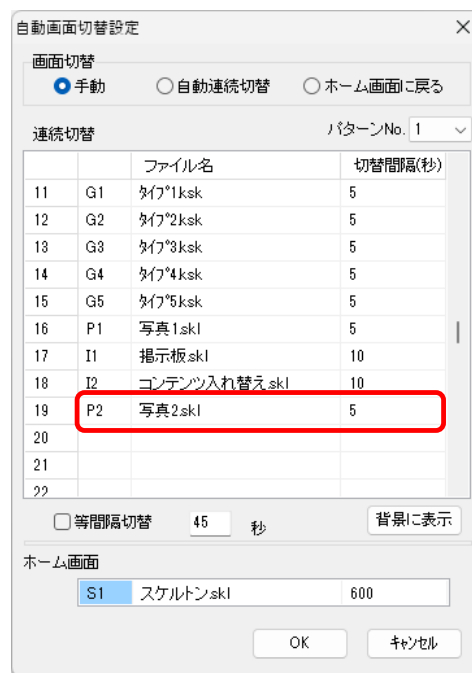 自動画面切替設定
画面切替
手動 自動連続切替 ホーム画面に戻る
連続切替 パターンNo. 1
ファイル名 切替間隔(秒)
11 G1 ﾀｲﾌﾟ1.ksk 5
12 G2 ﾀｲﾌﾟ2.ksk 5
13 G3 ﾀｲﾌﾟ3.ksk 5
14 G4 ﾀｲﾌﾟ4.ksk 5
15 G5 ﾀｲﾌﾟ5.ksk 5
16 P1 写真1.skl 5
17 I1 掲示板.skl 10
18 I2 コンテンツ入れ替え.skl 10
19 P2 写真2.skl 5
20
21
22
等間隔切替 45 秒 背景に表示
ホーム画面
S1 スケルトン.skl 600
OK ｷｬﾝｾﾙ